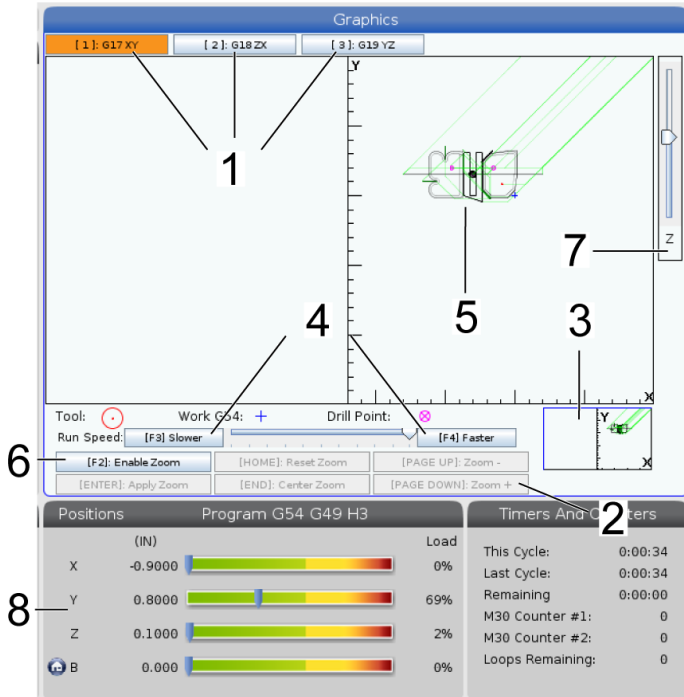 Graphics
[ 1 ]: G17 XY [ 2 ]: G18 ZX [ 3 ]: G19 YZ
1
Y
Z
7
5
4
3
X
Tool: Work G54: Drill Point:
Run Speed: [F3] Slower [F4] Faster
Y
X
6
[F2]: Enable Zoom [HOME]: Reset Zoom [PAGE UP]: Zoom -
[ENTER]: Apply Zoom [END]: Center Zoom [PAGE DOWN]: Zoom +
2
Positions Program G54 G49 H3
(IN) Load
X -0.9000 0%
Y 0.8000 69%
Z 0.1000 2%
B 0.000 0%
8
Timers And Counters
This Cycle: 0:00:34
Last Cycle: 0:00:34
Remaining 0:00:00
M30 Counter #1: 0
M30 Counter #2: 0
Loops Remaining: 0